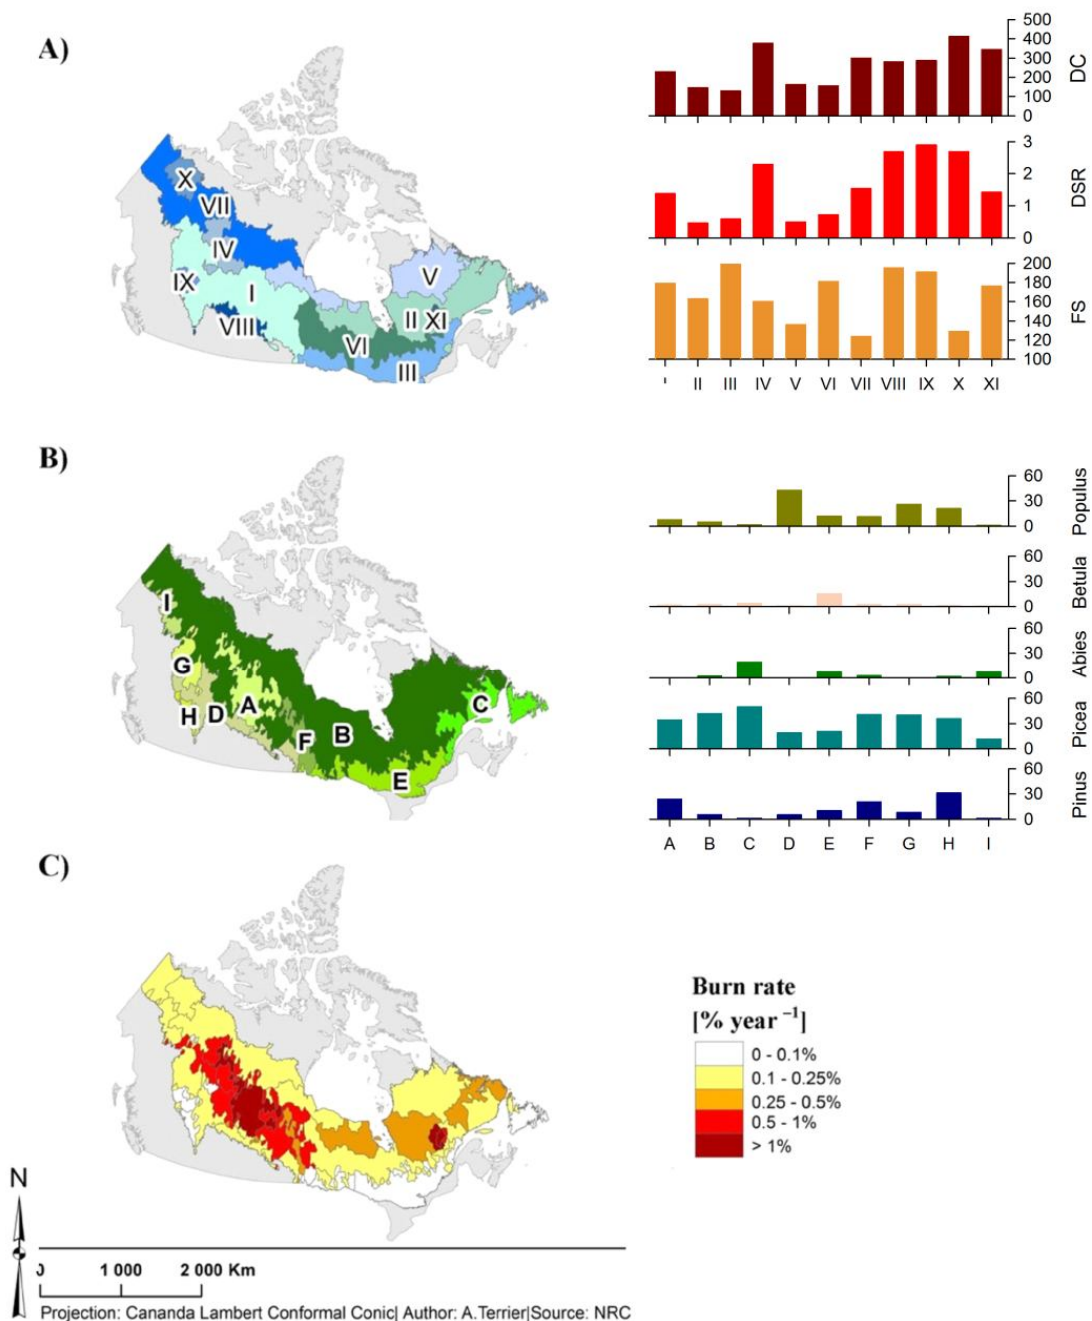 A)
X
VII
IV
IX
I
VIII
V
II XI
VI
III
500
400
300
200
100
0
DC
3
2
1
0
DSR
200
180
160
140
120
100
FS
II III IV V VI VII VIII IX X XI
B)
I
G
H D A
F
B
C
E
60
30
0
Populus
60
30
0
Betula
60
30
0
Abies
60
30
0
Picea
60
30
0
Pinus
A B C D E F G H I
C)
Burn rate
[% year ⁻¹]
0 - 0.1%
0.1 - 0.25%
0.25 - 0.5%
0.5 - 1%
> 1%
N
0 1 000 2 000 Km
Projection: Cananda Lambert Conformal Conic| Author: A.Terrier|Source: NRC